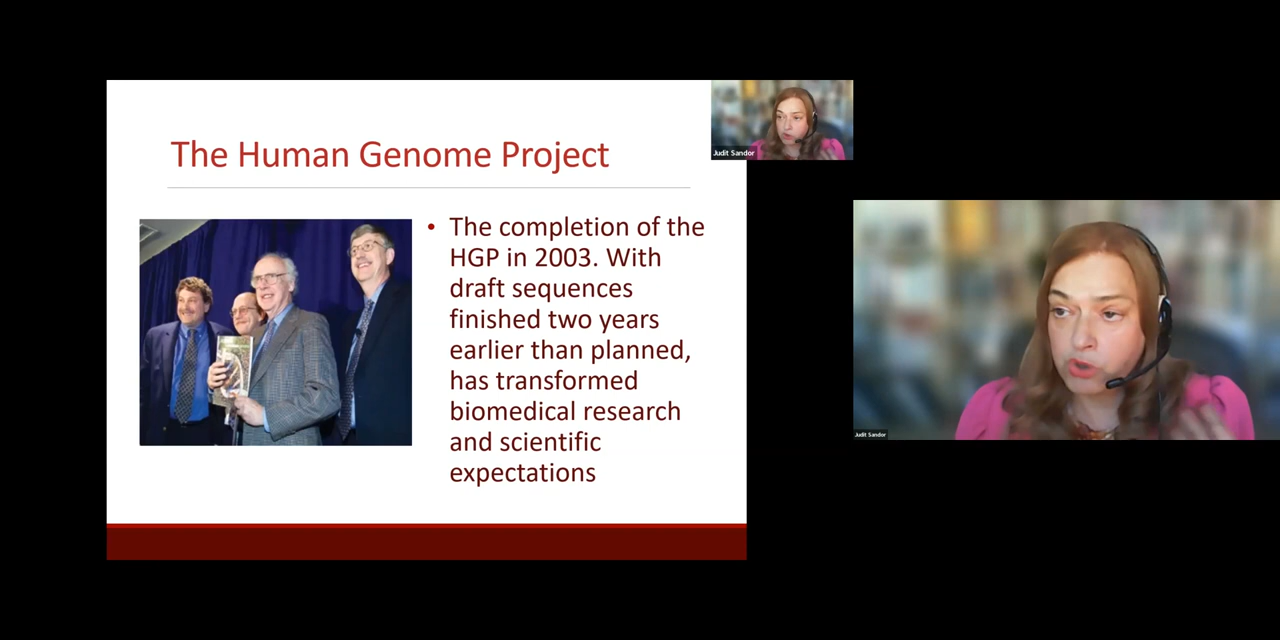 The Human Genome Project
• The completion of the
HGP in 2003. With
draft sequences
finished two years
earlier than planned,
has transformed
biomedical research
and scientific
expectations
Judit Sandor
Judit Sandor